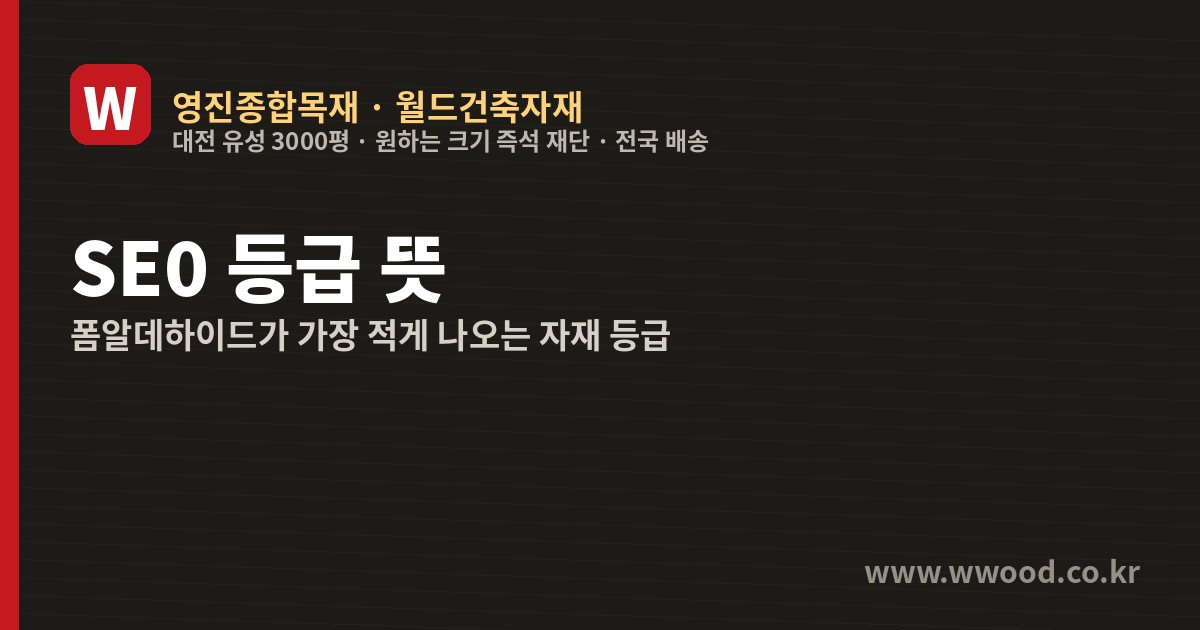 W
영진종합목재 · 월드건축자재
대전 유성 3000평 · 원하는 크기 즉석 재단 · 전국 배송
SE0 등급 뜻
폼알데하이드가 가장 적게 나오는 자재 등급
www.wwood.co.kr